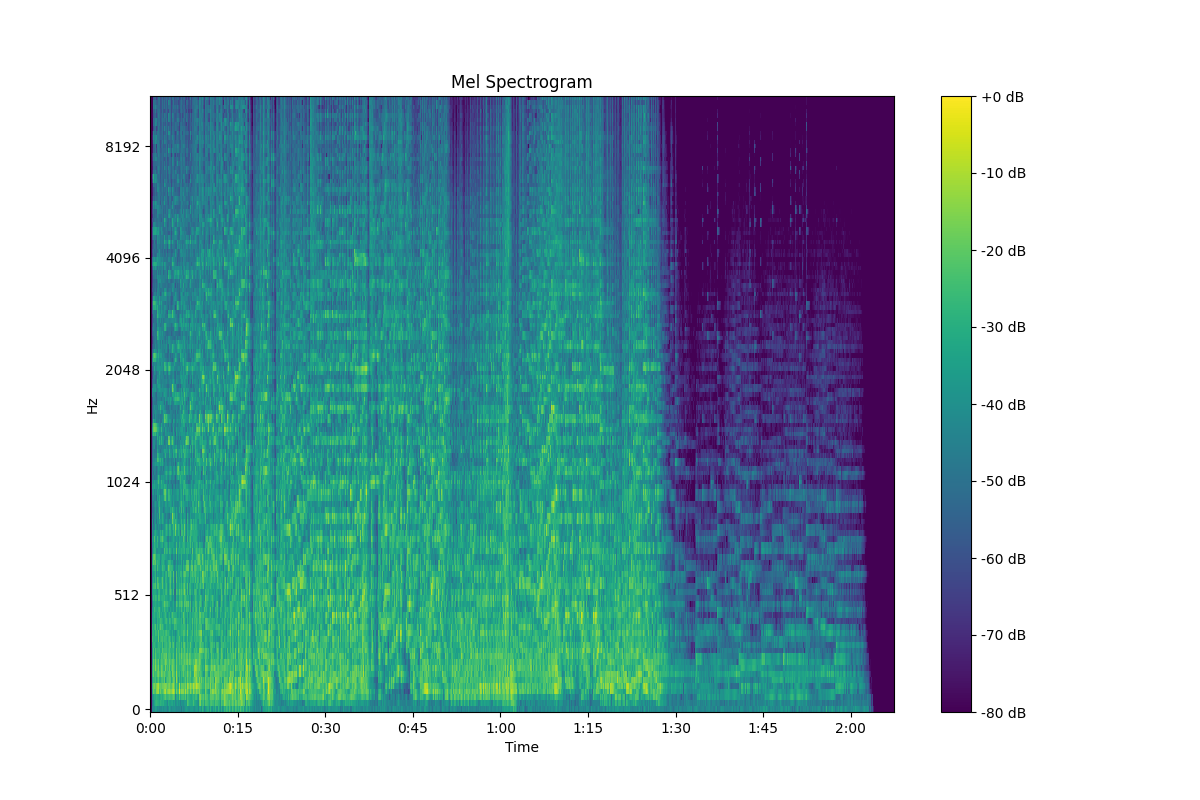 Mel Spectrogram
+0 dB
8192
-10 dB
-20 dB
4096
-30 dB
2048
Hz
-40 dB
1024
-50 dB
-60 dB
512
-70 dB
0
-80 dB
0:00 0:15 0:30 0:45 1:00 1:15 1:30 1:45 2:00
Time